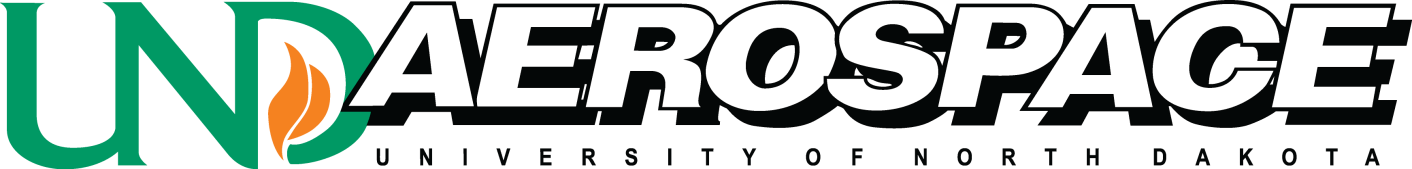 UND AEROSPACE
UNIVERSITY OF NORTH DAKOTA